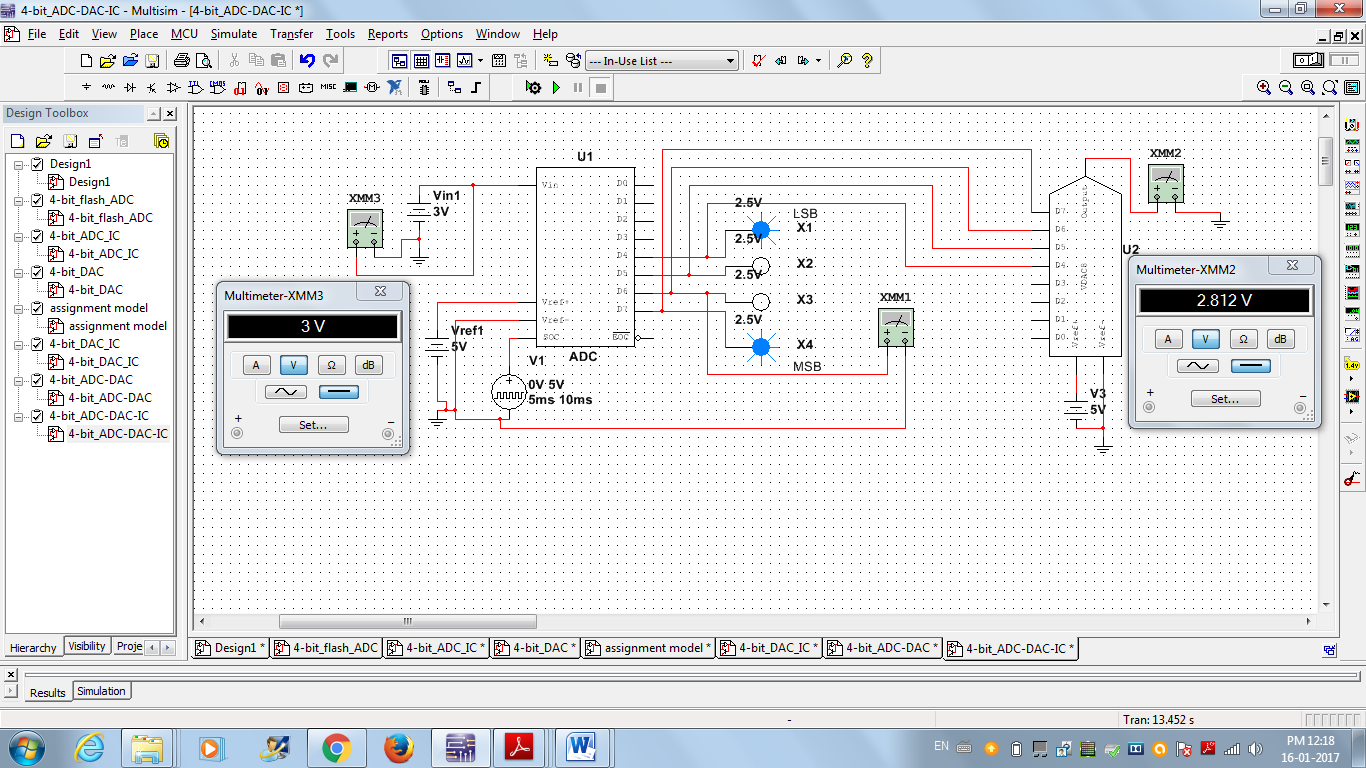 4-bit_ADC-DAC-IC - Multisim - [4-bit_ADC-DAC-IC *]
File Edit View Place MCU Simulate Transfer Tools Reports Options Window Help
--- In-Use List ---
MISC
Design Toolbox
Design1
Design1
4-bit_flash_ADC
4-bit_flash_ADC
4-bit_ADC_IC
4-bit_ADC_IC
4-bit_DAC
4-bit_DAC
assignment model
assignment model
4-bit_DAC_IC
4-bit_DAC_IC
4-bit_ADC-DAC
4-bit_ADC-DAC
4-bit_ADC-DAC-IC
4-bit_ADC-DAC-IC
Hierarchy Visibility Proje
XMM3
Vin1
3V
U1
Vin
D0
D1
D2
D3
D4
D5
D6
D7
Vref+
Vref-
SOC
EOC
ADC
Vref1
5V
V1
0V 5V
5ms 10ms
2.5V
LSB
X1
2.5V
X2
2.5V
X3
2.5V
X4
MSB
XMM1
XMM2
Output
D7
D6
D5
D4
D3
D2
D1
D0
VDAC8
Vref+
Vref-
U2
V3
5V
Multimeter-XMM3
3 V
A V Ω dB
Set...
+ -
Multimeter-XMM2
2.812 V
A V Ω dB
Set...
+ -
1.4v
Design1 * 4-bit_flash_ADC 4-bit_ADC_IC * 4-bit_DAC * assignment model * 4-bit_DAC_IC * 4-bit_ADC-DAC * 4-bit_ADC-DAC-IC *
Results Simulation
- Tran: 13.452 s
EN
PM 12:18
16-01-2017